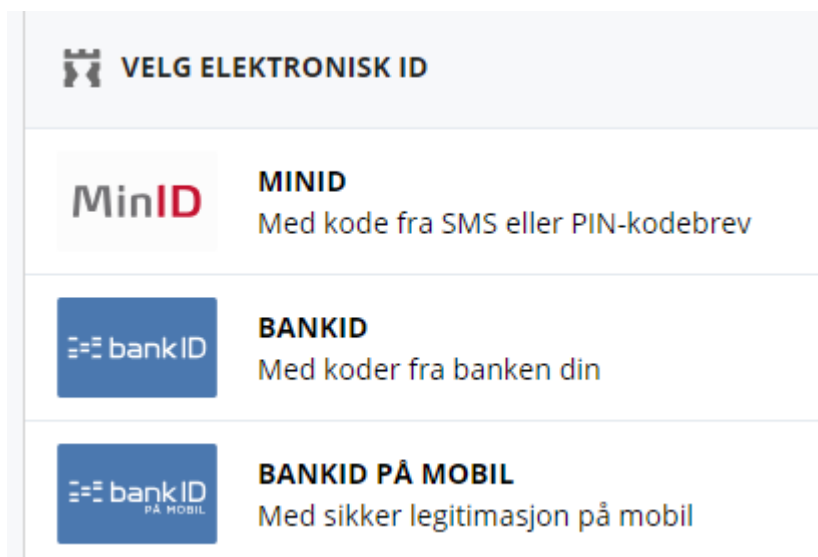 VELG ELEKTRONISK ID
MinID
MINID
Med kode fra SMS eller PIN-kodebrev
bankID
BANKID
Med koder fra banken din
bankID
PÅ MOBIL
BANKID PÅ MOBIL
Med sikker legitimasjon på mobil